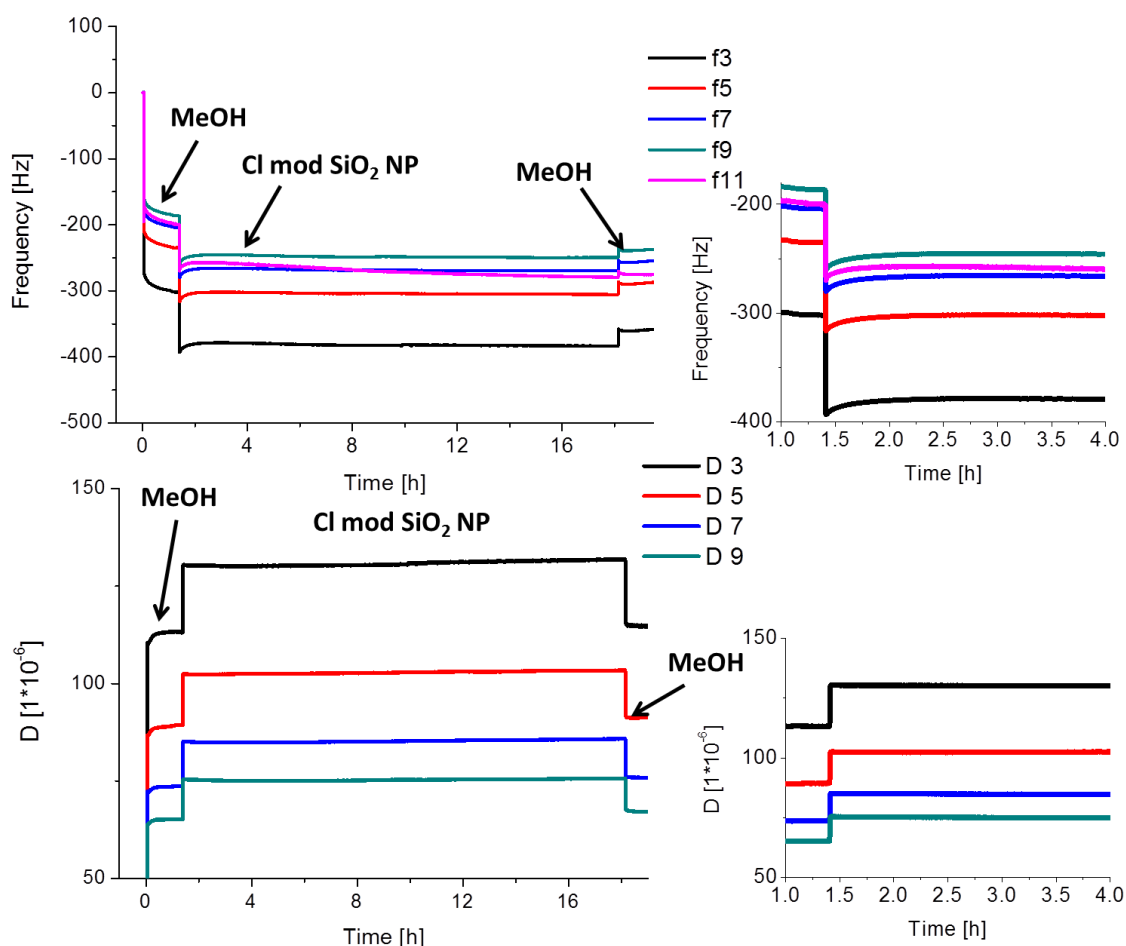 100
0
-100
-200
-300
-400
-500
Frequency [Hz]
MeOH
Cl mod SiO₂ NP
MeOH
0 4 8 12 16
Time [h]
f3
f5
f7
f9
f11
-200
-300
-400
Frequency [Hz]
1.0 1.5 2.0 2.5 3.0 3.5 4.0
Time [h]
150
100
50
D [1*10⁻⁶]
MeOH
Cl mod SiO₂ NP
MeOH
0 4 8 12 16
Time [h]
D 3
D 5
D 7
D 9
150
100
50
D [1*10⁻⁶]
1.0 1.5 2.0 2.5 3.0 3.5 4.0
Time [h]